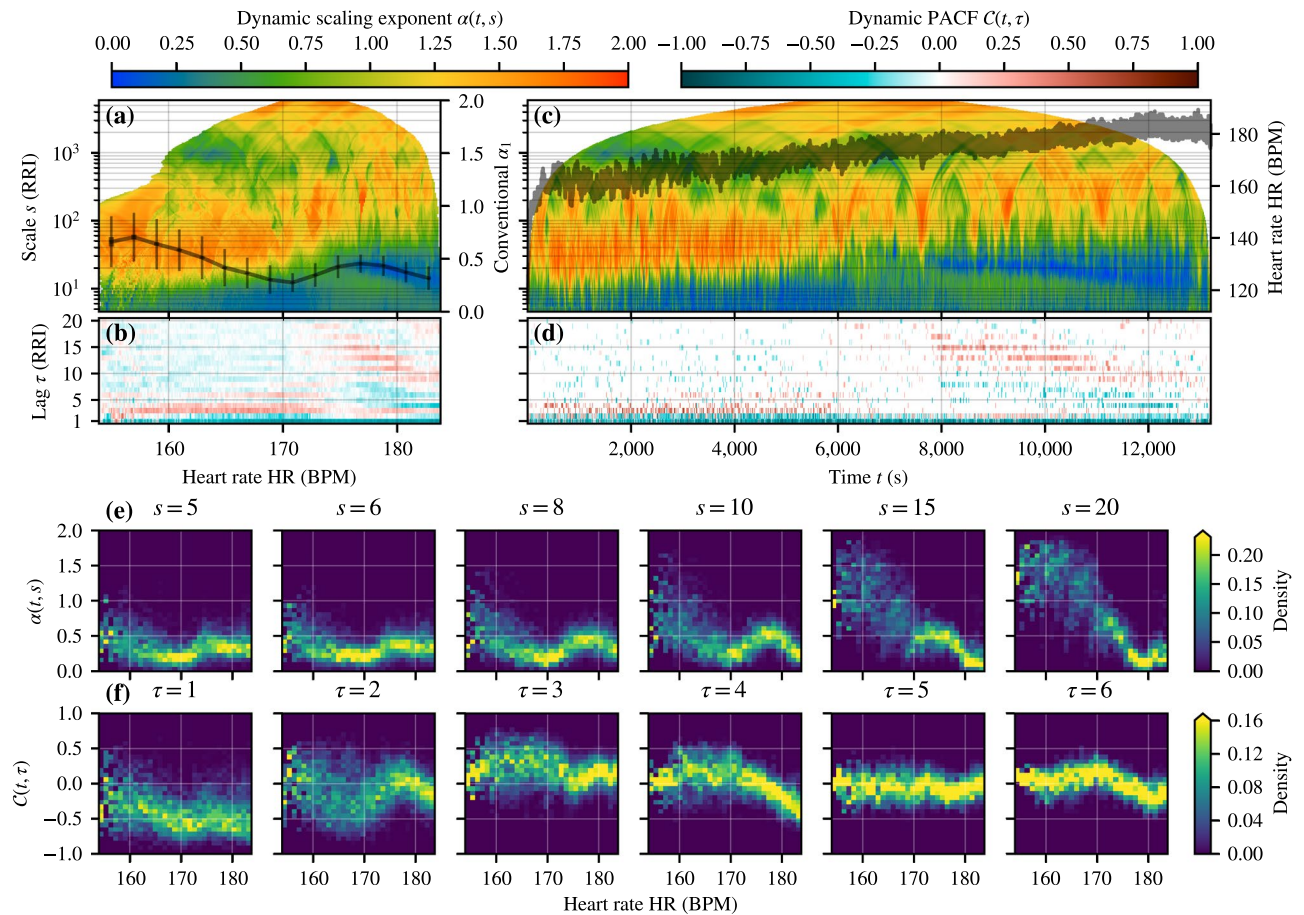 Dynamic scaling exponent α(t, s)
Dynamic PACF C(t, τ)
0.00 0.25 0.50 0.75 1.00 1.25 1.50 1.75 2.00
−1.00 −0.75 −0.50 −0.25 0.00 0.25 0.50 0.75 1.00
(a)
Scale s (RRI)
10³
10²
10¹
2.0
1.5
1.0
0.5
0.0
Conventional α₁
(c)
180
160
140
120
Heart rate HR (BPM)
(b)
Lag τ (RRI)
20
15
10
5
1
160 170 180
Heart rate HR (BPM)
(d)
2,000 4,000 6,000 8,000 10,000 12,000
Time t (s)
(e) s=5 s=6 s=8 s=10 s=15 s=20
α(t, s)
2.0
1.5
1.0
0.5
0.0
0.20
0.15
0.10
0.05
0.00
Density
(f) τ=1 τ=2 τ=3 τ=4 τ=5 τ=6
C(t, τ)
1.0
0.5
0.0
−0.5
−1.0
0.16
0.12
0.08
0.04
0.00
Density
160 170 180 160 170 180 160 170 180 160 170 180 160 170 180 160 170 180
Heart rate HR (BPM)